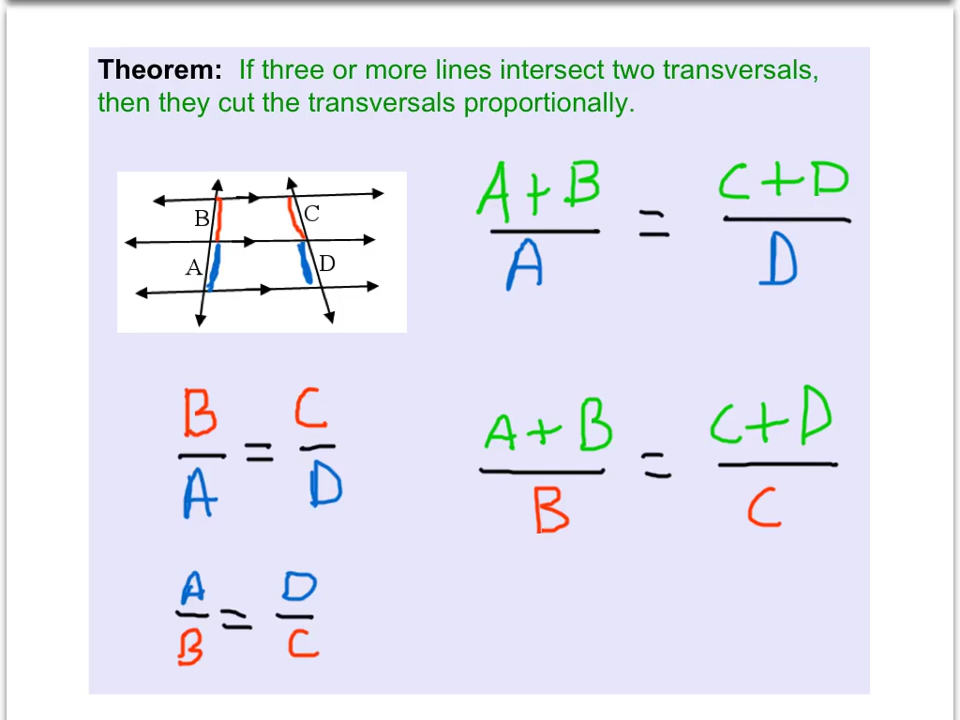 Theorem: If three or more lines intersect two transversals,
then they cut the transversals proportionally.
B C
A D
A+B / A = C+D / D
B / A = C / D
A+B / B = C+D / C
A / B = D / C